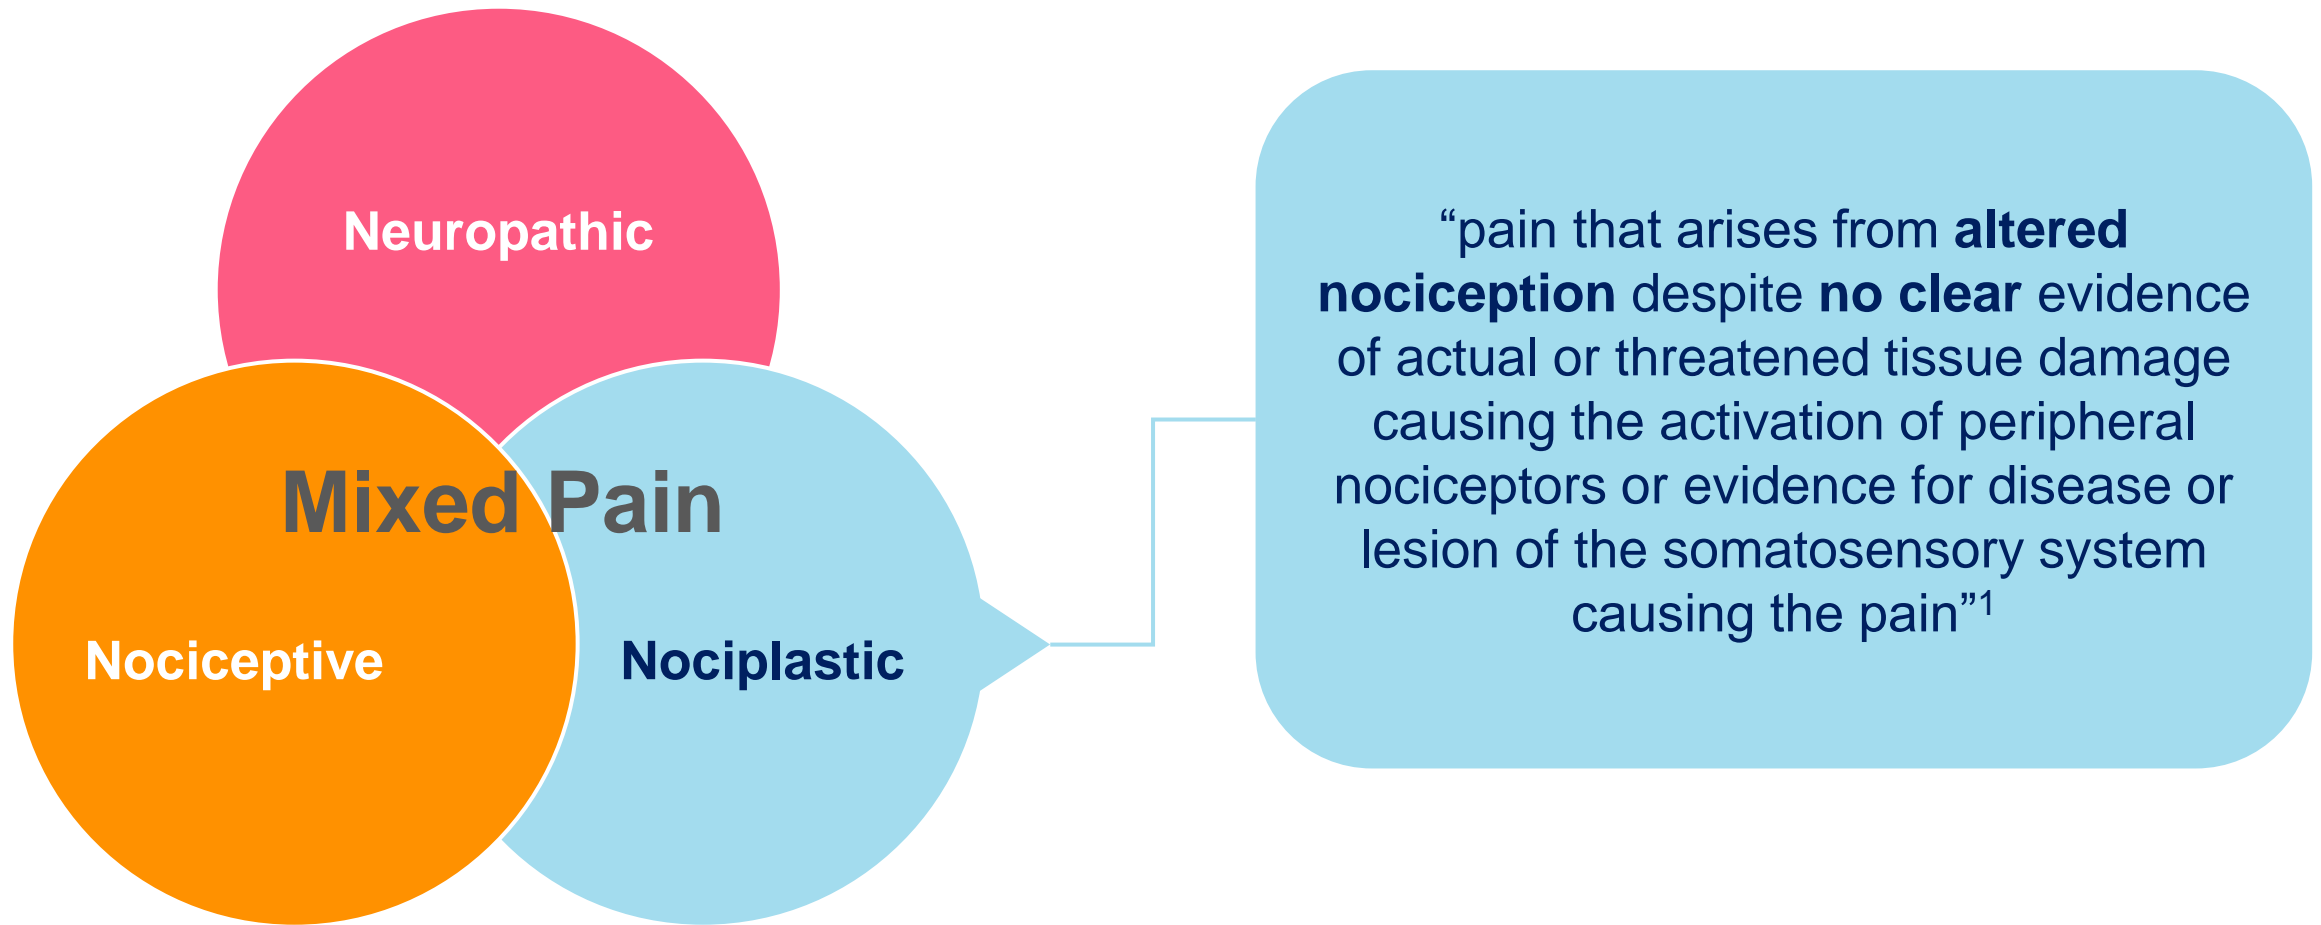 Neuropathic
Mixed Pain
Nociceptive
Nociplastic
“pain that arises from altered
nociception despite no clear evidence
of actual or threatened tissue damage
causing the activation of peripheral
nociceptors or evidence for disease or
lesion of the somatosensory system
causing the pain”1